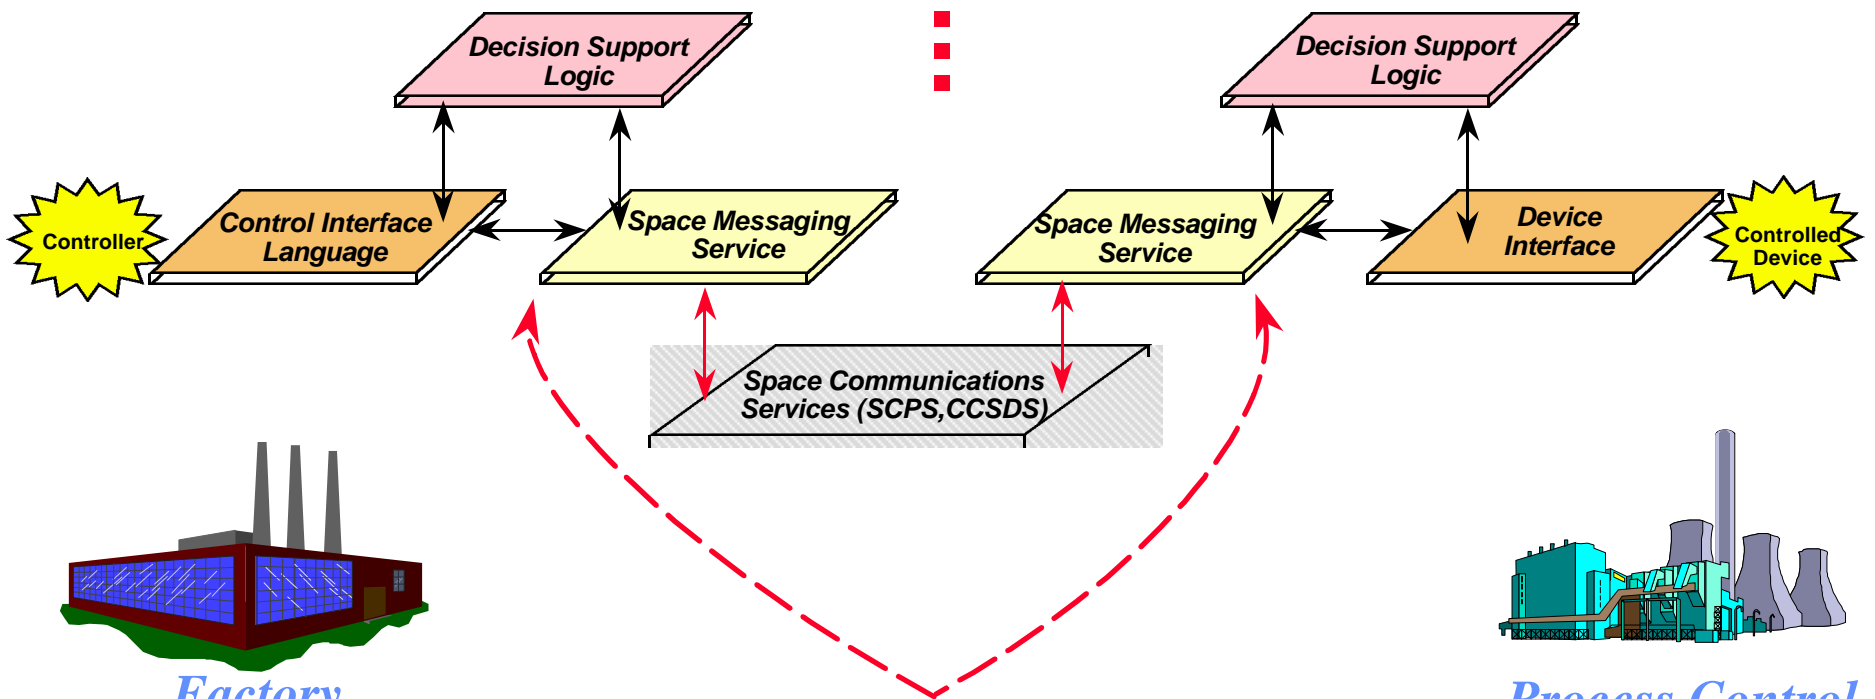 Decision Support
Logic
Decision Support
Logic
Controller
Control Interface
Language
Space Messaging
Service
Space Messaging
Service
Device
Interface
Controlled
Device
Space Communications
Services (SCPS,CCSDS)
Factory
Process Control